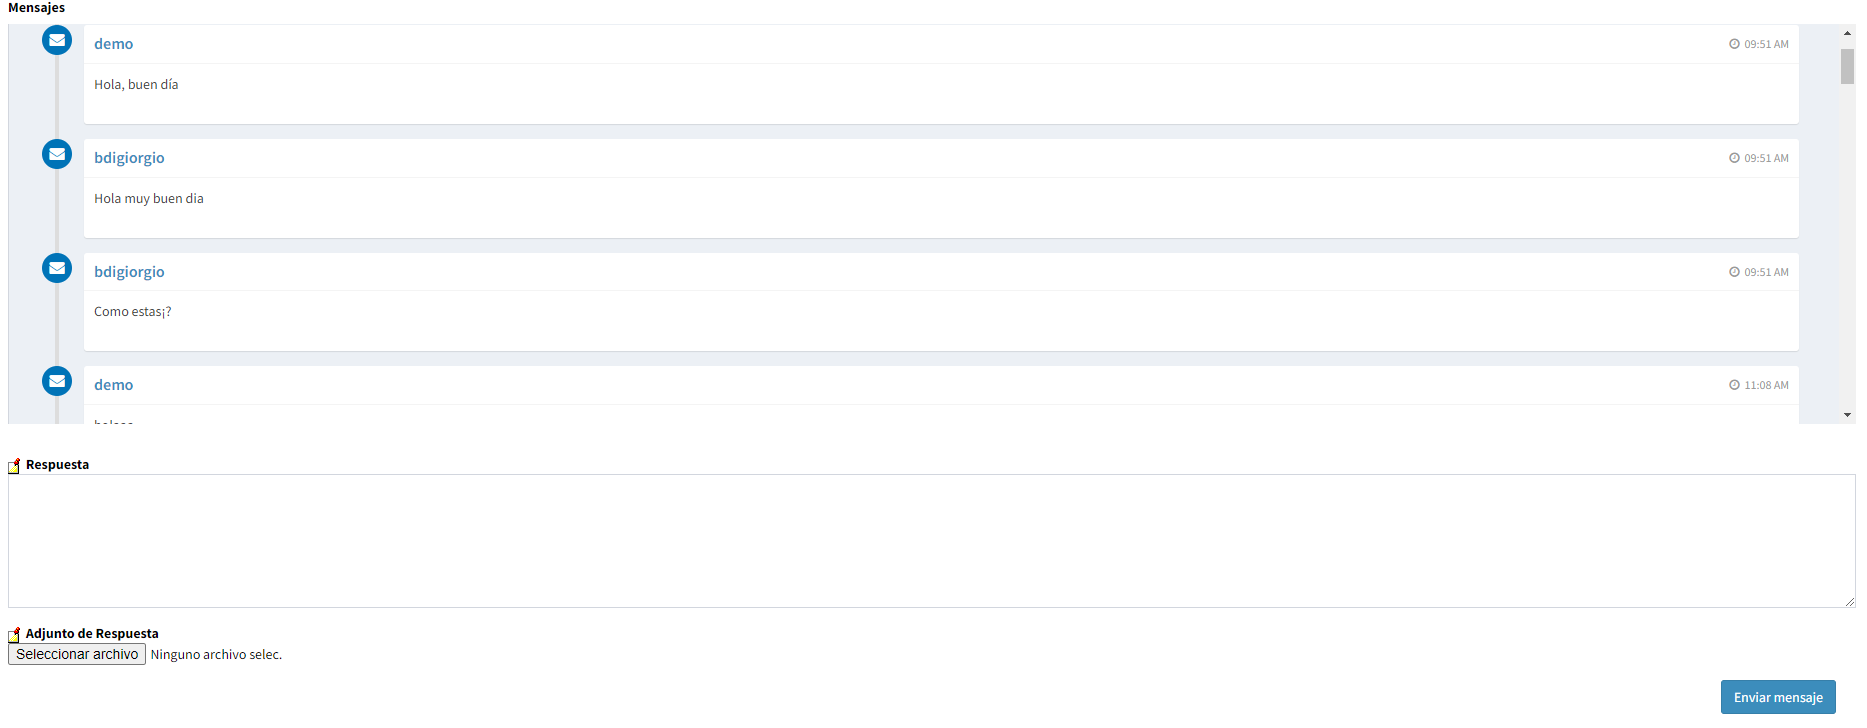 Mensajes
demo
09:51 AM
Hola, buen día
bdigiorgio
09:51 AM
Hola muy buen dia
bdigiorgio
09:51 AM
Como estas¡?
demo
11:08 AM
Respuesta
Adjunto de Respuesta
Seleccionar archivo Ninguno archivo selec.
Enviar mensaje